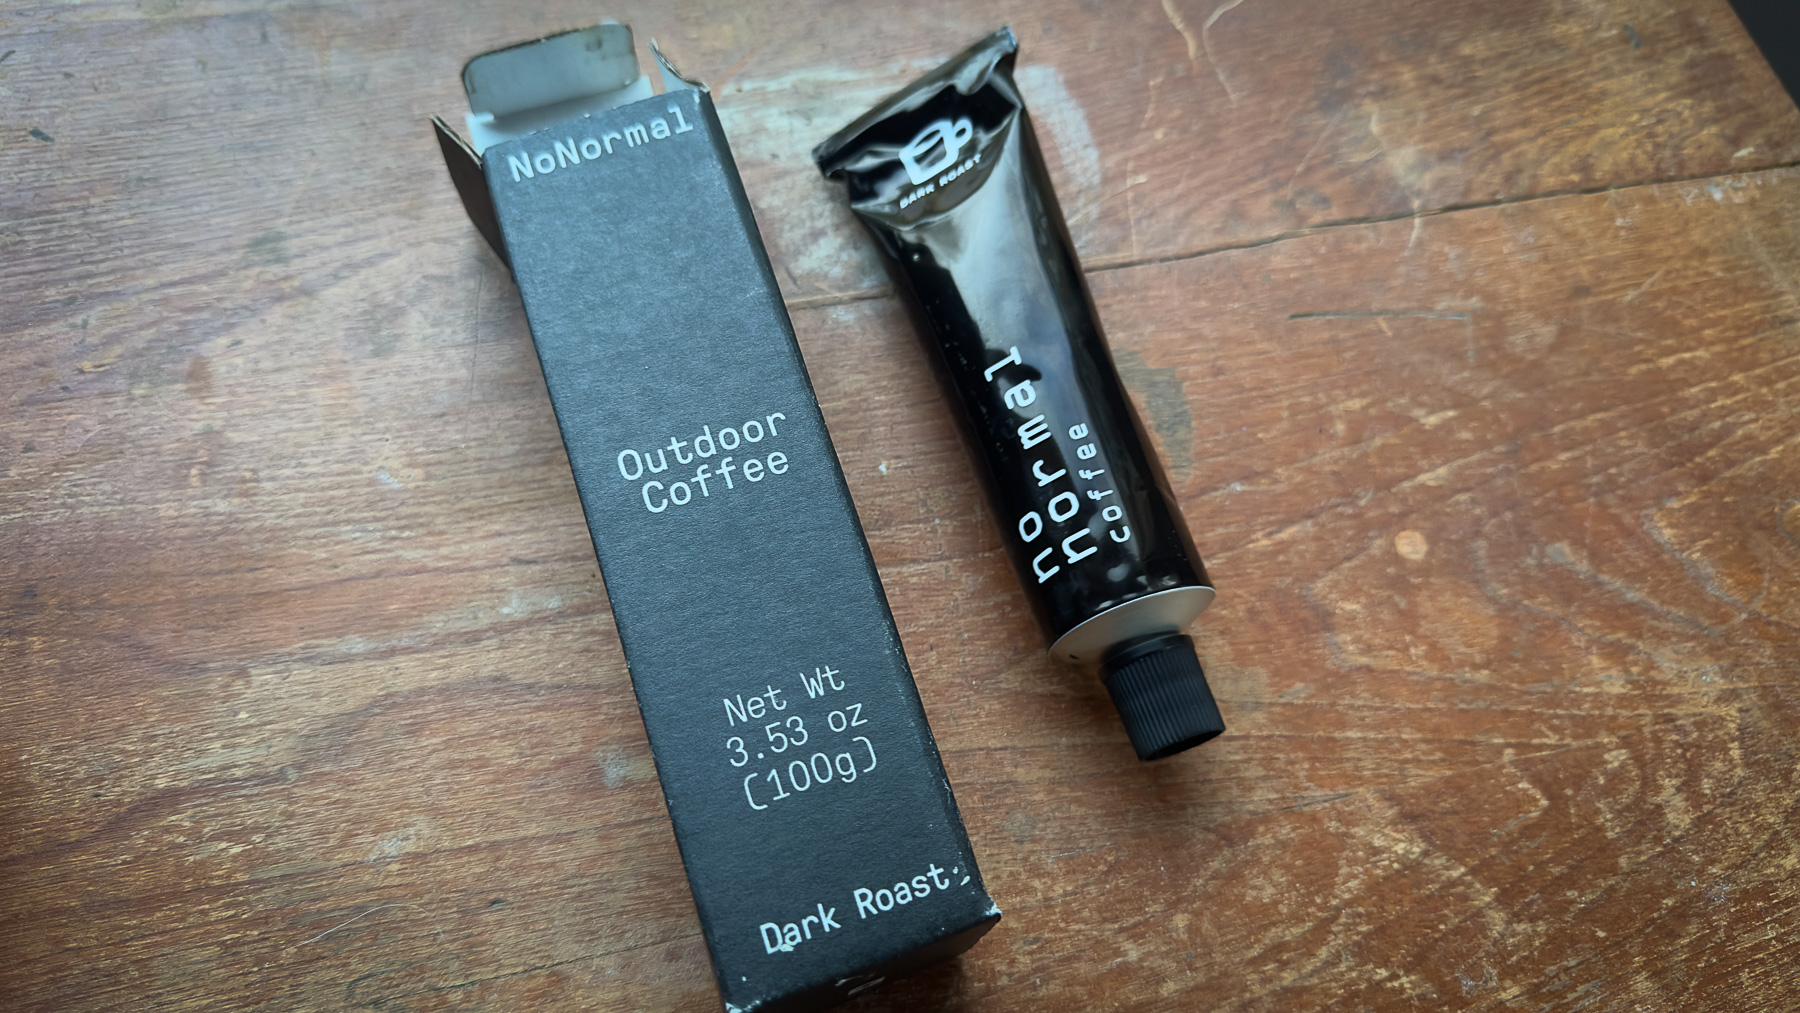 NoNormal
Outdoor
Coffee
Net Wt
3.53 oz
(100g)
Dark Roast
DARK ROAST
no
normal
coffee